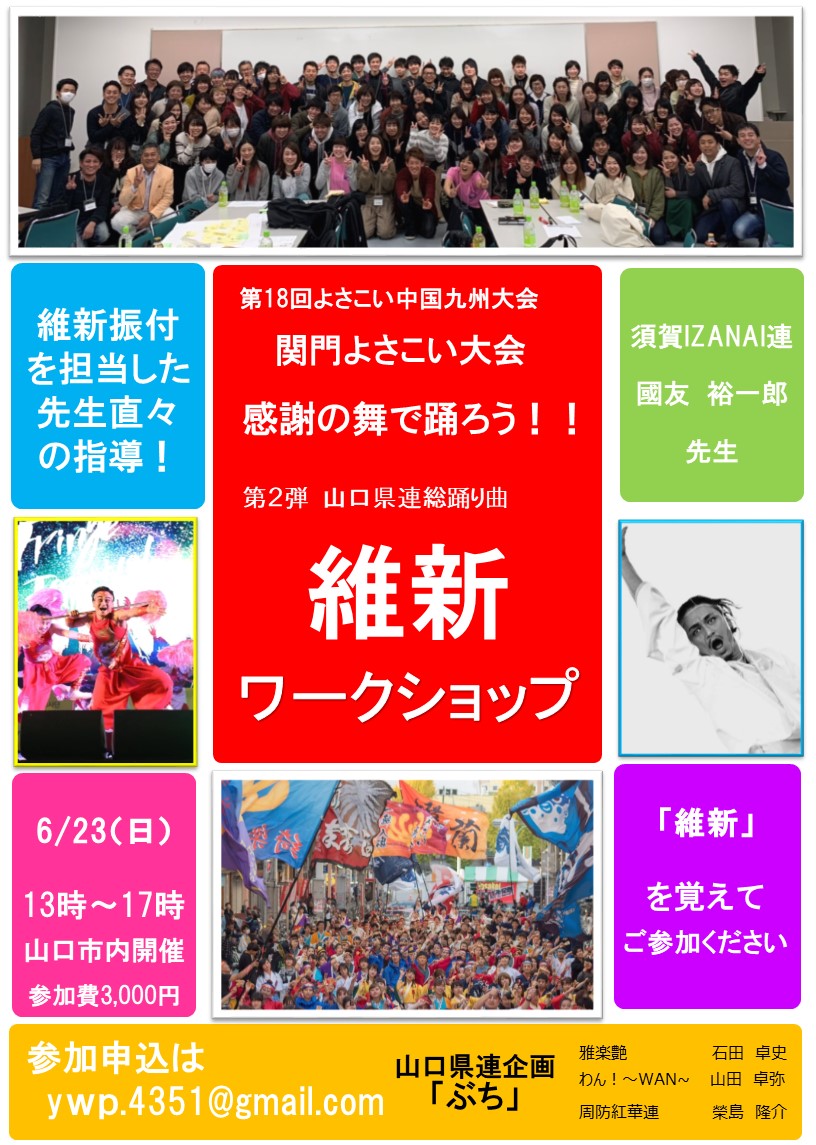 維新振付
を担当した
先生直々
の指導！
第18回よさこい中国九州大会
関門よさこい大会
感謝の舞で踊ろう！！
第２弾 山口県連総踊り曲
維新
ワークショップ
須賀IZANAI連
國友 裕一郎
先生
6/23（日）
13時～17時
山口市内開催
参加費3,000円
「維新」
を覚えて
ご参加ください
参加申込は
ywp.4351@gmail.com
山口県連企画
「ぶち」
雅楽艶 石田 卓史
わん！～WAN~ 山田 卓弥
周防紅華連 榮島 隆介